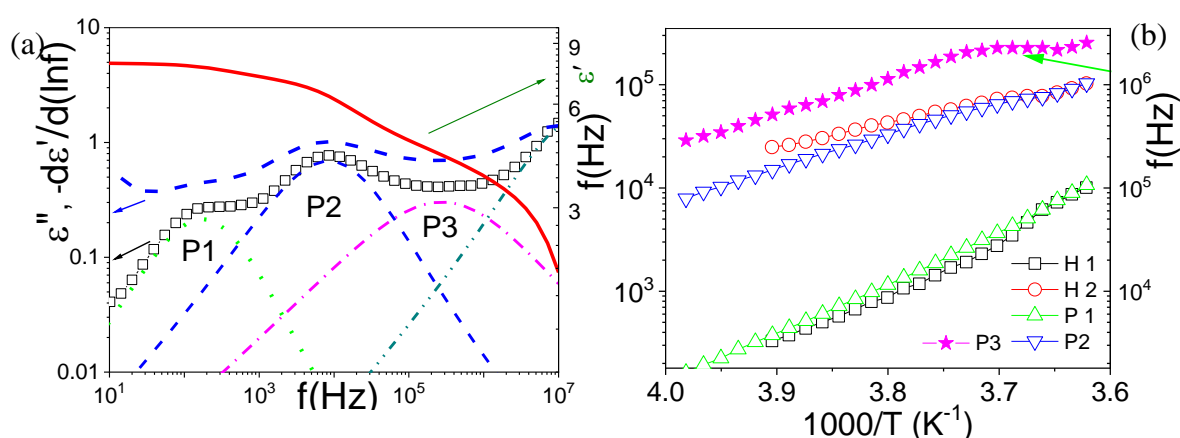 (a)
ε", -dε'/d(lnf)
10
1
0.1
0.01
10¹
10³
10⁵
10⁷
f(Hz)
P1
P2
P3
9
6
3
ε'
(b)
f(Hz)
10⁵
10⁴
10³
4.0
3.9
3.8
3.7
3.6
1000/T (K⁻¹)
10⁶
10⁵
10⁴
f(Hz)
H 1
H 2
P 1
P3
P2